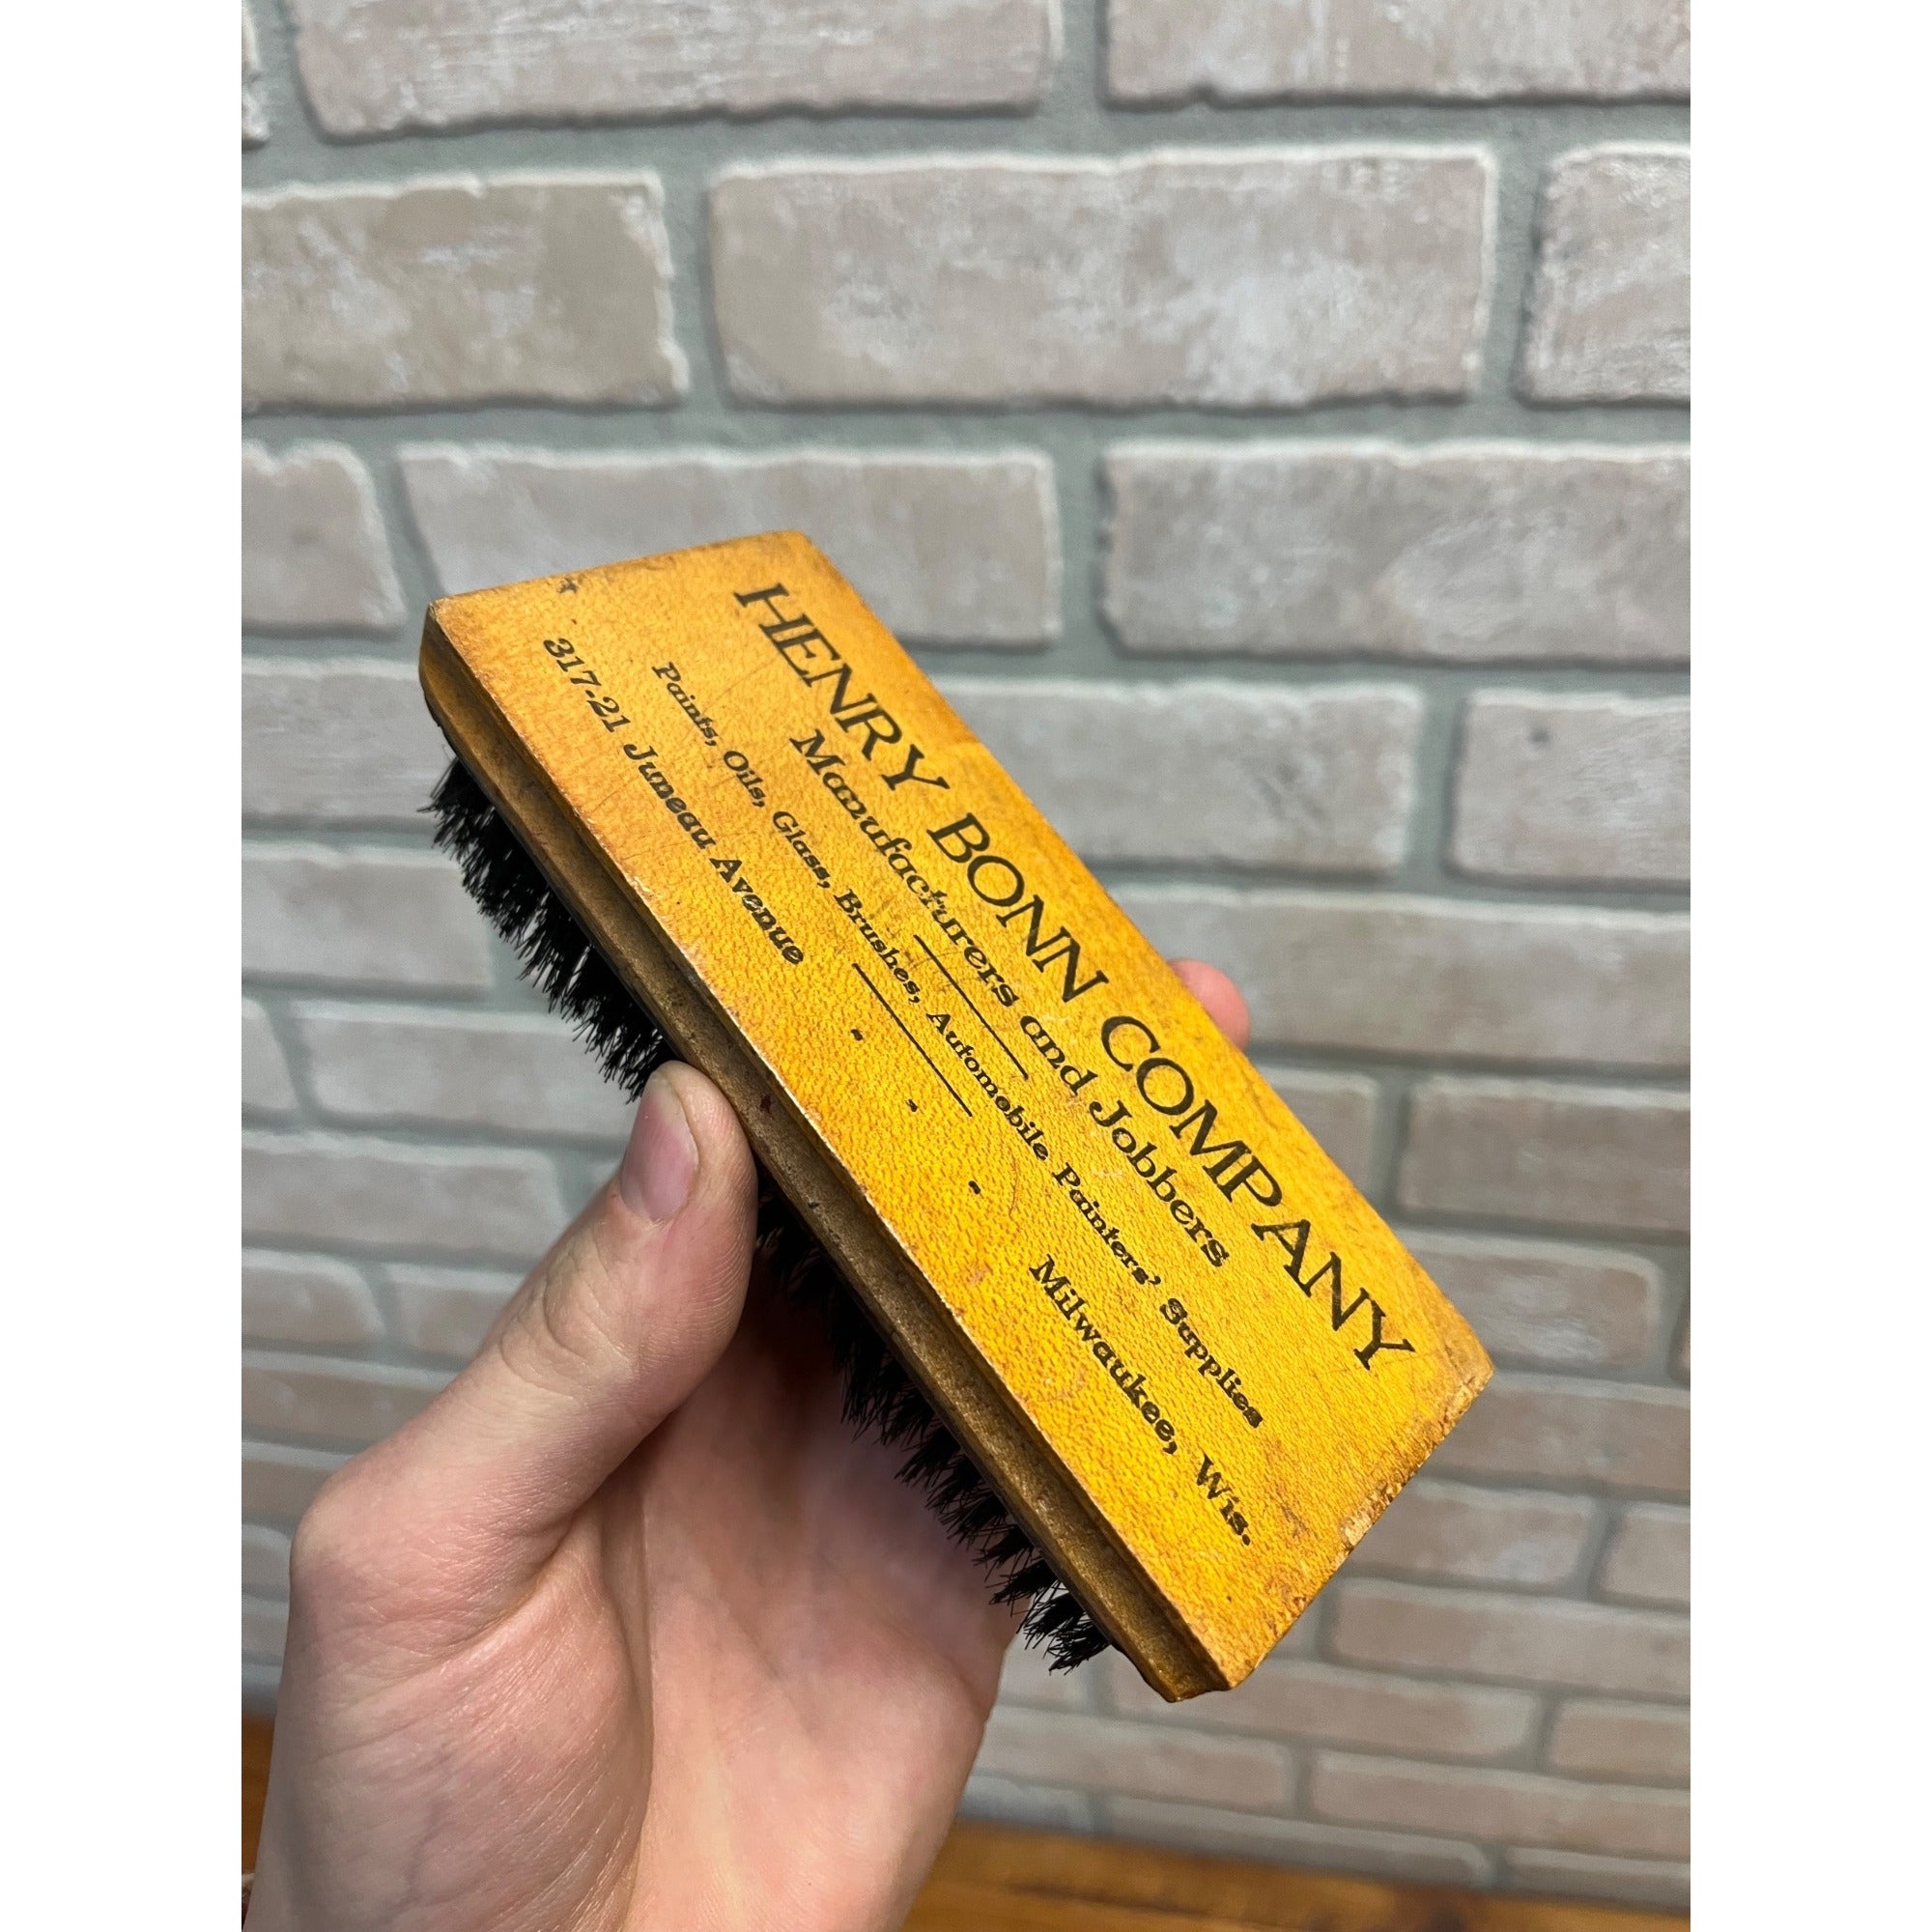 HENRY BONN COMPANY
Manufacturers and Jobbers
Paints, Oils, Glass, Brushes, Automobile Painters' Supplies
317-21 Juneau Avenue - - - Milwaukee, Wis.